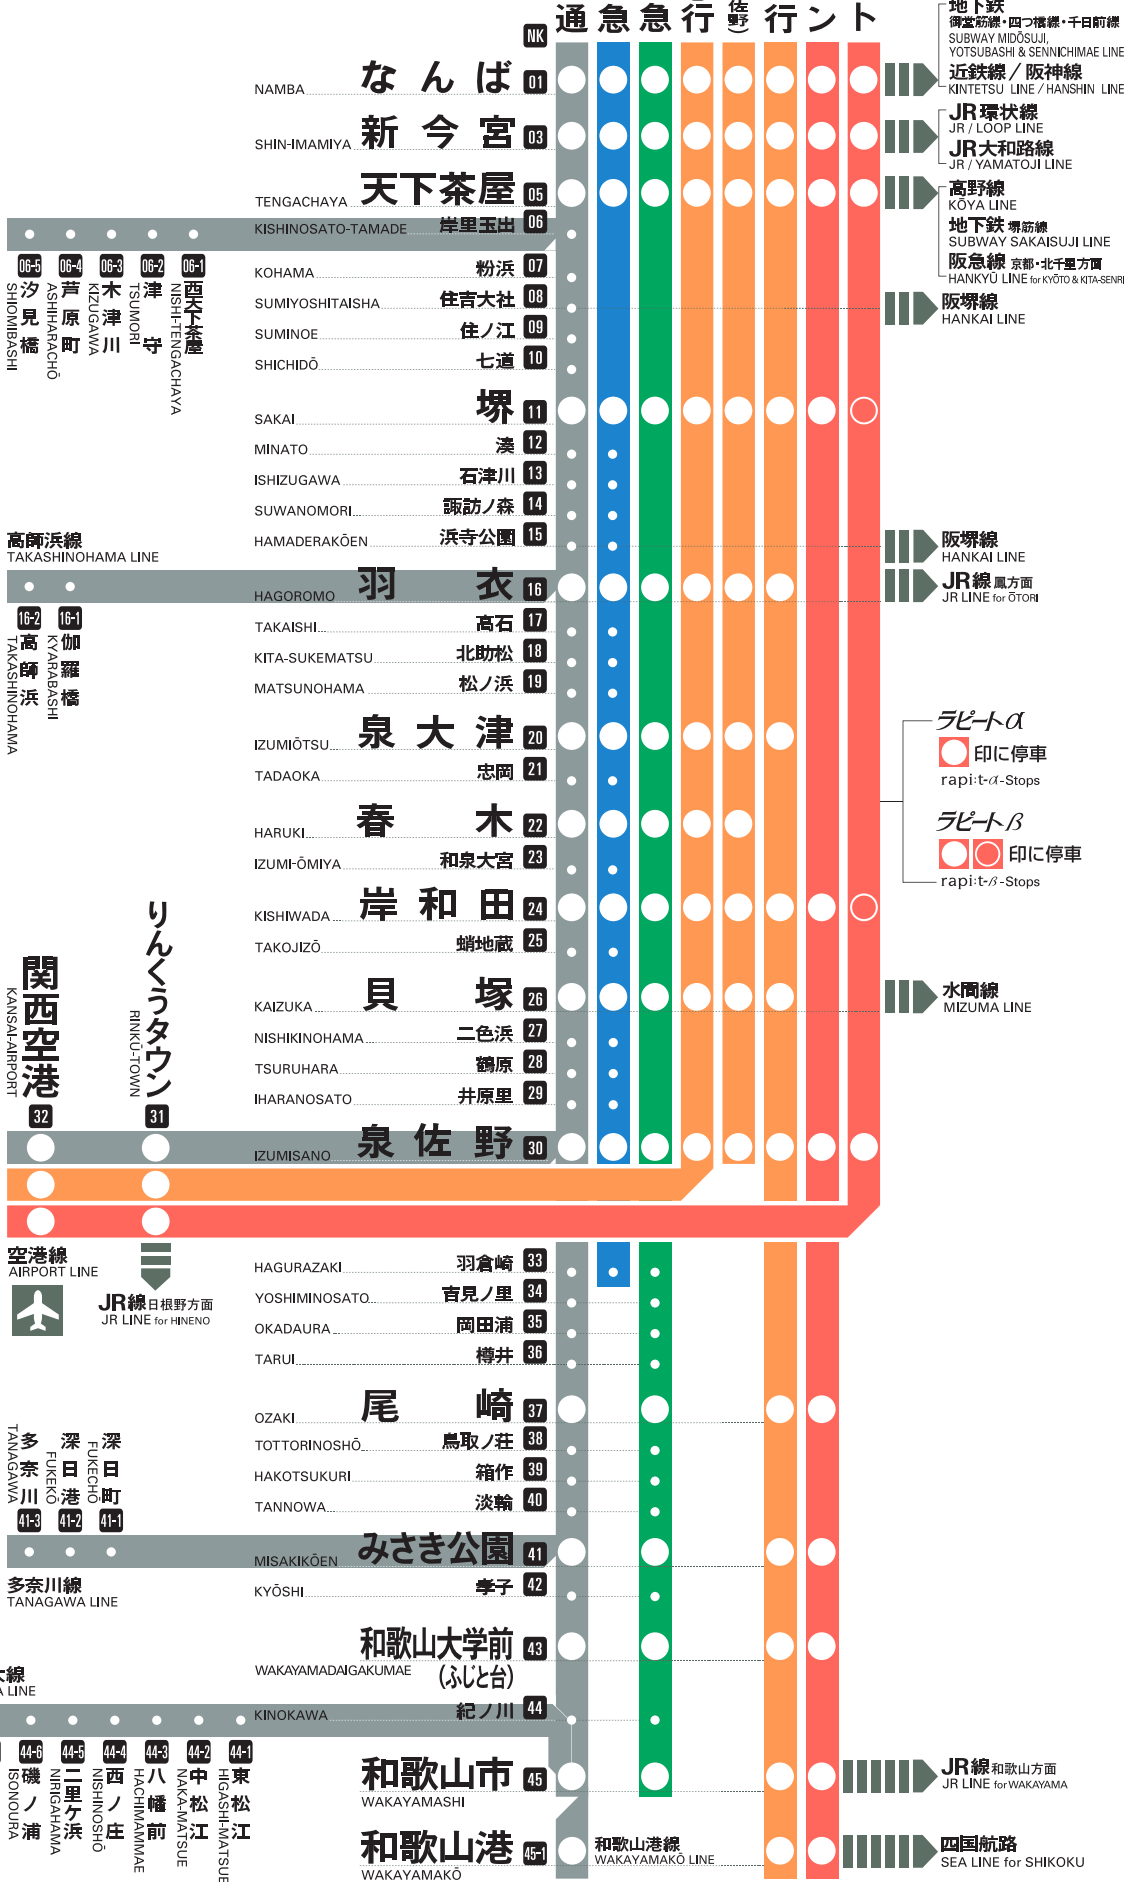 通 急 急 行 佐野) 行 ン ト
NK
地下鉄
御堂筋線・四つ橋線・千日前線
SUBWAY MIDŌSUJI,
YOTSUBASHI & SENNICHIMAE LINE
近鉄線 / 阪神線
KINTETSU LINE / HANSHIN LINE
NAMBA なんば 01
JR環状線
JR / LOOP LINE
JR大和路線
JR / YAMATOJI LINE
SHIN-IMAMIYA 新今宮 03
TENGACHAYA 天下茶屋 05
高野線
KŌYA LINE
地下鉄 堺筋線
SUBWAY SAKAISUJI LINE
阪急線 京都・北千里方面
HANKYŪ LINE for KYŌTO & KITA-SENRI
KISHINOSATO-TAMADE 岸里玉出 06
06-5 汐見橋 SHIOMIBASHI
06-4 芦原町 ASHIHARACHŌ
06-3 木津川 KIZUGAWA
06-2 津守 TSUMORI
06-1 西天下茶屋 NISHI-TENGACHAYA
KOHAMA 粉浜 07
SUMIYOSHITAISHA 住吉大社 08
阪堺線
HANKAI LINE
SUMINOE 住ノ江 09
SHICHIDŌ 七道 10
SAKAI 堺 11
MINATO 湊 12
ISHIZUGAWA 石津川 13
SUWANOMORI 諏訪ノ森 14
HAMADERAKŌEN 浜寺公園 15
阪堺線
HANKAI LINE
高師浜線
TAKASHINOHAMA LINE
HAGOROMO 羽衣 16
JR線 鳳方面
JR LINE for ŌTORI
16-2 高師浜 TAKASHINOHAMA
16-1 伽羅橋 KYARABASHI
TAKAISHI 高石 17
KITA-SUKEMATSU 北助松 18
MATSUNOHAMA 松ノ浜 19
IZUMIŌTSU 泉大津 20
TADAOKA 忠岡 21
ラピートα
印に停車
rapi:t-α-Stops
ラピートβ
印に停車
rapi:t-β-Stops
HARUKI 春木 22
IZUMI-ŌMIYA 和泉大宮 23
KISHIWADA 岸和田 24
TAKOJIZŌ 蛸地蔵 25
KAIZUKA 貝塚 26
水間線
MIZUMA LINE
NISHIKINOHAMA 二色浜 27
TSURUHARA 鶴原 28
IHARANOSATO 井原里 29
IZUMISANO 泉佐野 30
関西空港 KANSAI-AIRPORT 32
りんくうタウン RINKŪ-TOWN 31
空港線
AIRPORT LINE
JR線 日根野方面
JR LINE for HINENO
HAGURAZAKI 羽倉崎 33
YOSHIMINOSATO 吉見ノ里 34
OKADAURA 岡田浦 35
TARUI 樽井 36
OZAKI 尾崎 37
TOTTORINOSHŌ 鳥取ノ荘 38
HAKOTSUKURI 箱作 39
TANNOWA 淡輪 40
多奈川 TANAGAWA 41-3
深日港 FUKEKŌ 41-2
深日町 FUKECHŌ 41-1
MISAKIKŌEN みさき公園 41
多奈川線
TANAGAWA LINE
KYŌSHI 孝子 42
和歌山大学前 43
WAKAYAMADAIGAKUMAE (ふじと台)
線
LINE
KINOKAWA 紀ノ川 44
44-6 磯ノ浦 ISONOURA
44-5 二里ケ浜 NIRIGAHAMA
44-4 西ノ庄 NISHINOSHŌ
44-3 八幡前 HACHIMAMMAE
44-2 中松江 NAKA-MATSUE
44-1 東松江 HIGASHI-MATSUE
和歌山市 45
WAKAYAMASHI
JR線 和歌山方面
JR LINE for WAKAYAMA
和歌山港 45-1
WAKAYAMAKŌ
和歌山港線
WAKAYAMAKŌ LINE
四国航路
SEA LINE for SHIKOKU